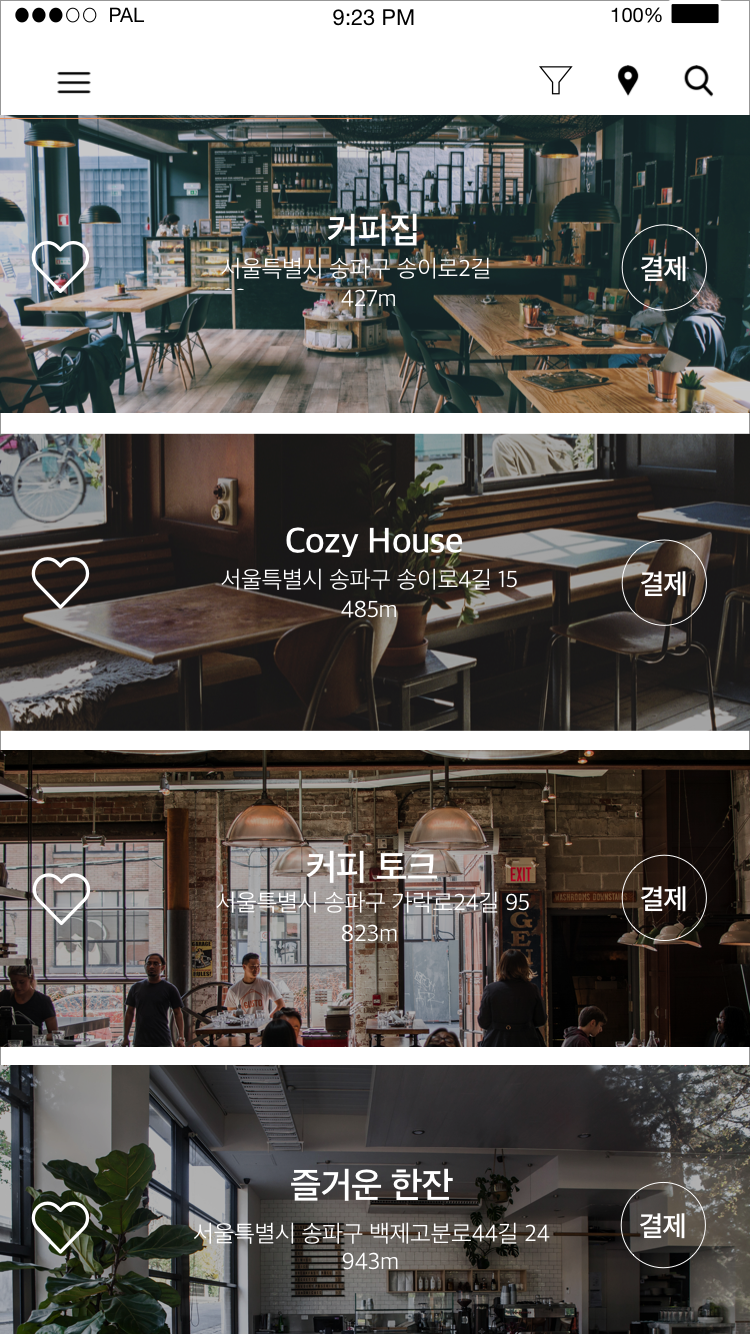 PAL
9:23 PM
100%
커피집
서울특별시 송파구 송이로2길
427m
결제
Cozy House
서울특별시 송파구 송이로4길 15
485m
결제
커피 토크
서울특별시 송파구 가락로24길 95
823m
결제
EXIT
WASHROOMS DOWNSTAIRS
GARAGE
RULES!
즐거운 한잔
서울특별시 송파구 백제고분로44길 24
943m
결제